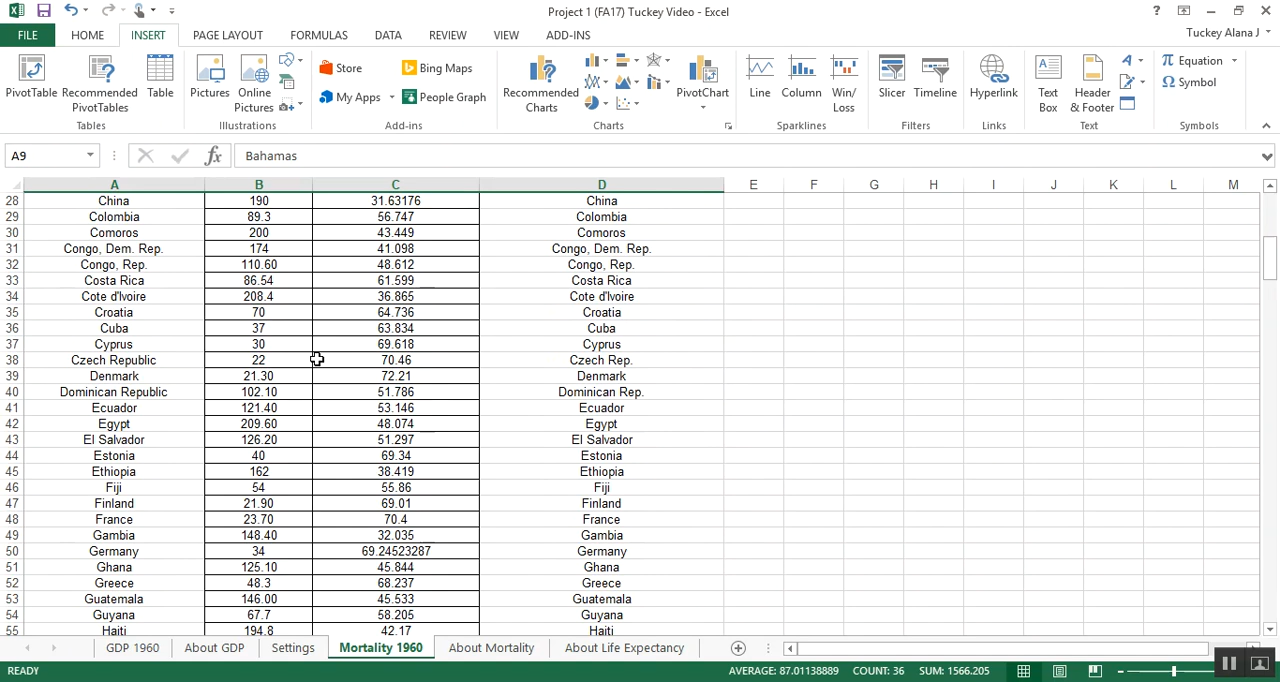 Project 1 (FA17) Tuckey Video - Excel
?
FILE HOME INSERT PAGE LAYOUT FORMULAS DATA REVIEW VIEW ADD-INS Tuckey Alana J
PivotTable Recommended PivotTables Table Pictures Online Pictures Store Bing Maps My Apps People Graph Recommended Charts PivotChart Line Column Win/Loss Slicer Timeline Hyperlink Text Box Header & Footer Equation Symbol
Tables Illustrations Add-ins Charts Sparklines Filters Links Text Symbols
A9 fx Bahamas
A B C D E F G H I J K L M
28 China 190 31.63176 China
29 Colombia 89.3 56.747 Colombia
30 Comoros 200 43.449 Comoros
31 Congo, Dem. Rep. 174 41.098 Congo, Dem. Rep.
32 Congo, Rep. 110.60 48.612 Congo, Rep.
33 Costa Rica 86.54 61.599 Costa Rica
34 Cote d'Ivoire 208.4 36.865 Cote d'Ivoire
35 Croatia 70 64.736 Croatia
36 Cuba 37 63.834 Cuba
37 Cyprus 30 69.618 Cyprus
38 Czech Republic 22 70.46 Czech Rep.
39 Denmark 21.30 72.21 Denmark
40 Dominican Republic 102.10 51.786 Dominican Rep.
41 Ecuador 121.40 53.146 Ecuador
42 Egypt 209.60 48.074 Egypt
43 El Salvador 126.20 51.297 El Salvador
44 Estonia 40 69.34 Estonia
45 Ethiopia 162 38.419 Ethiopia
46 Fiji 54 55.86 Fiji
47 Finland 21.90 69.01 Finland
48 France 23.70 70.4 France
49 Gambia 148.40 32.035 Gambia
50 Germany 34 69.24523287 Germany
51 Ghana 125.10 45.844 Ghana
52 Greece 48.3 68.237 Greece
53 Guatemala 146.00 45.533 Guatemala
54 Guyana 67.7 58.205 Guyana
55 Haiti 194.8 42.17 Haiti
GDP 1960 About GDP Settings Mortality 1960 About Mortality About Life Expectancy
READY AVERAGE: 87.01138889 COUNT: 36 SUM: 1566.205